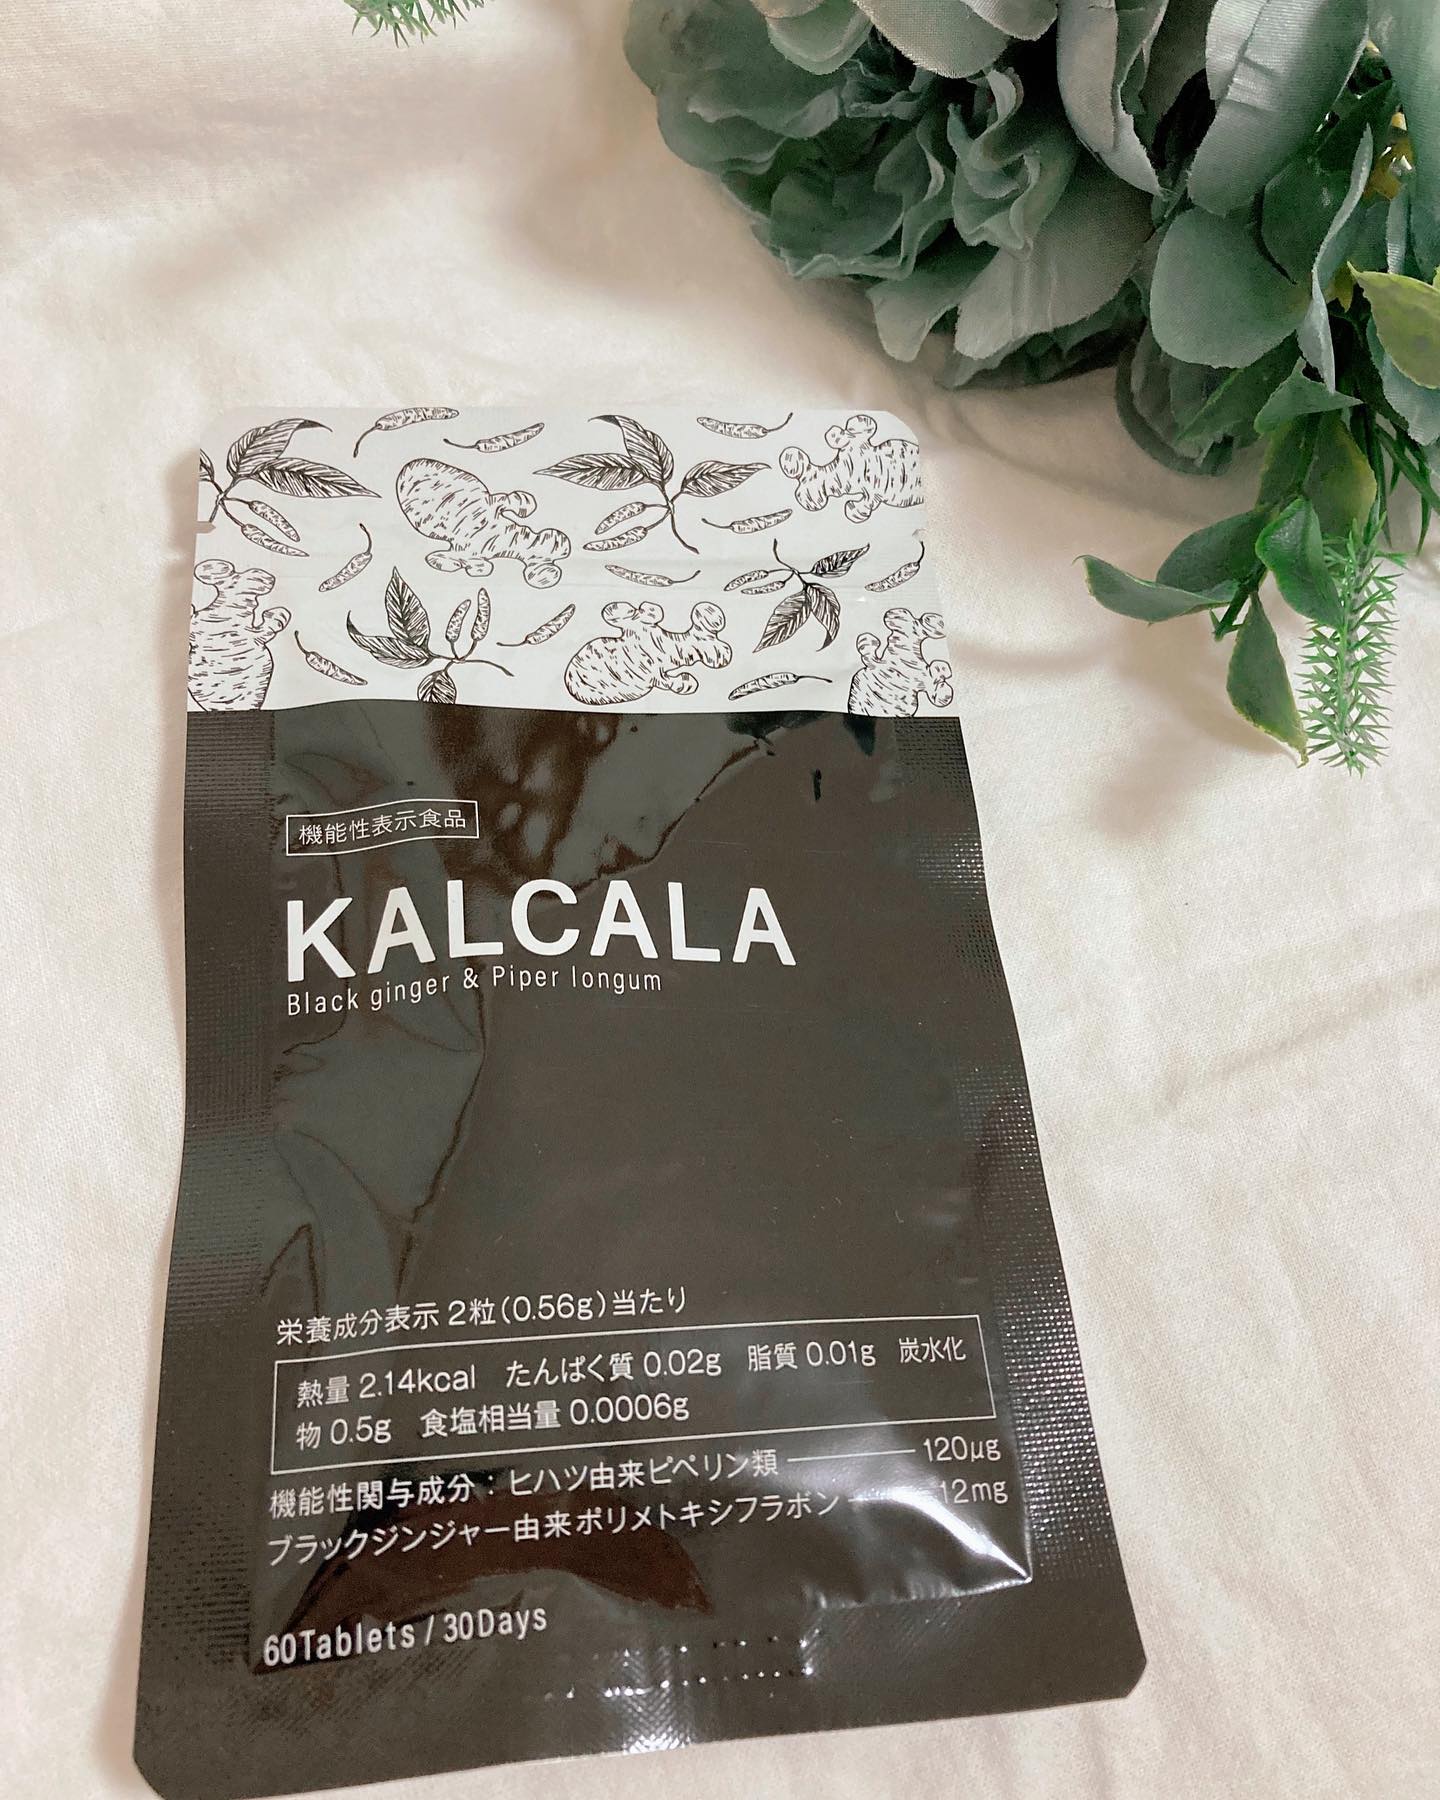 機能性表示食品
KALCALA
Black ginger & Piper longum
栄養成分表示 2粒(0.56g)当たり
熱量 2.14kcal たんぱく質 0.02g 脂質 0.01g 炭水化
物 0.5g 食塩相当量 0.0006g
機能性関与成分:ヒハツ由来ピペリン類 120μg
ブラックジンジャー由来ポリメトキシフラボン 12mg
60Tablets / 30Days